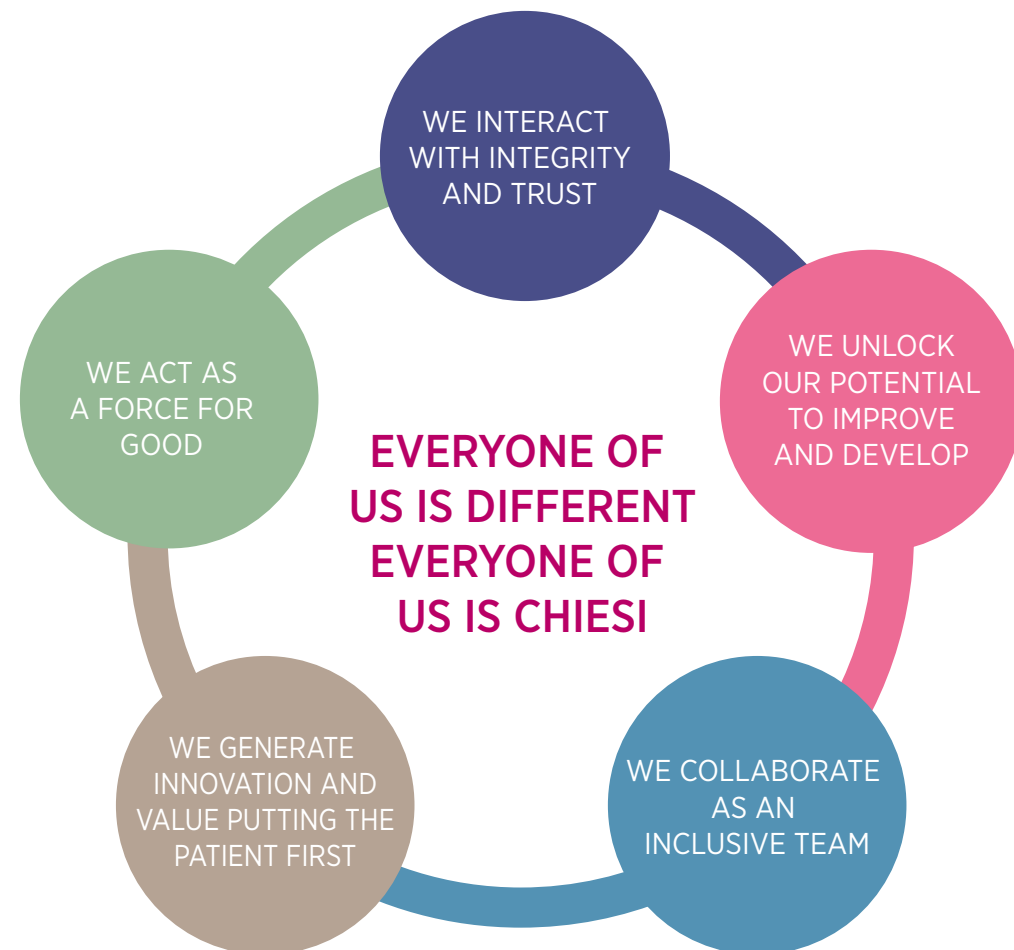 WE INTERACT
WITH INTEGRITY
AND TRUST
WE UNLOCK
OUR POTENTIAL
TO IMPROVE
AND DEVELOP
WE COLLABORATE
AS AN
INCLUSIVE TEAM
WE GENERATE
INNOVATION AND
VALUE PUTTING THE
PATIENT FIRST
WE ACT AS
A FORCE FOR
GOOD
EVERYONE OF
US IS DIFFERENT
EVERYONE OF
US IS CHIESI